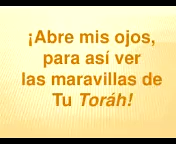 ¡Abre mis ojos,
para así ver
las maravillas de
Tu Toráh!